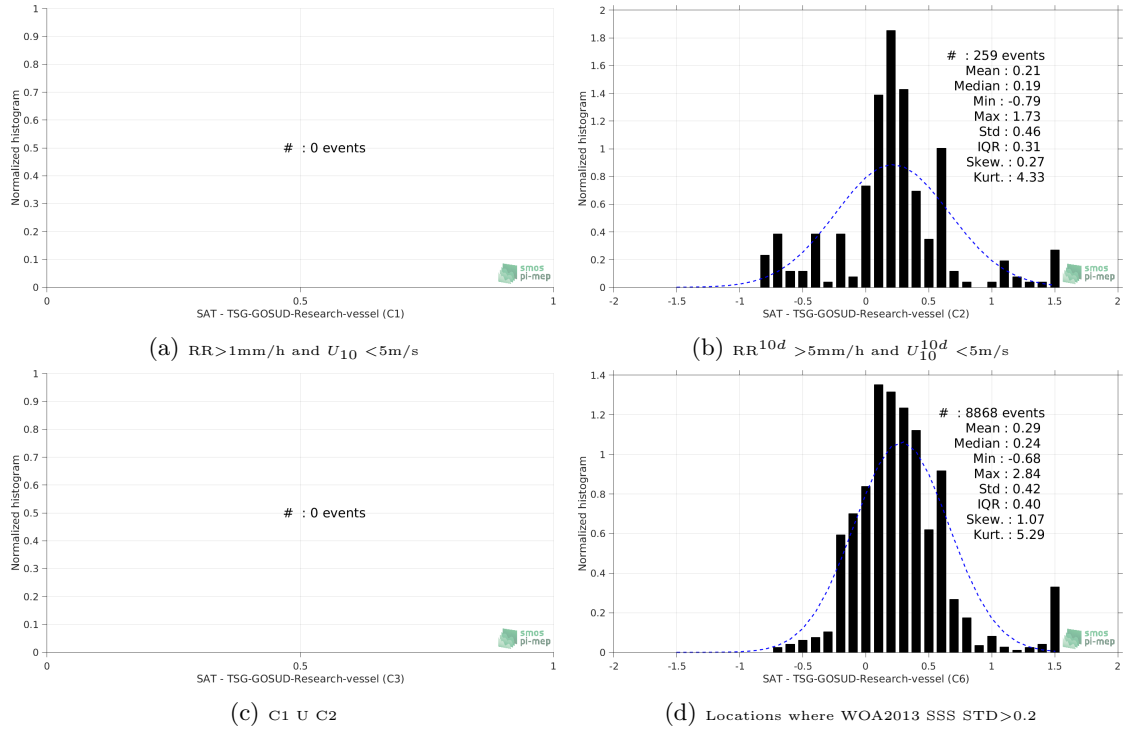 1
0.9
0.8
0.7
0.6
0.5
0.4
0.3
0.2
0.1
0
Normalized histogram
# : 0 events
smos
pi-mep
0
0.5
1
SAT - TSG-GOSUD-Research-vessel (C1)
(a) RR>1mm/h and U10 <5m/s
2
1.8
1.6
1.4
1.2
1
0.8
0.6
0.4
0.2
0
Normalized histogram
# : 259 events
Mean : 0.21
Median : 0.19
Min : -0.79
Max : 1.73
Std : 0.46
IQR : 0.31
Skew. : 0.27
Kurt. : 4.33
smos
pi-mep
-2
-1.5
-1
-0.5
0
0.5
1
1.5
2
SAT - TSG-GOSUD-Research-vessel (C2)
(b) RR10d >5mm/h and U10d10 <5m/s
1
0.9
0.8
0.7
0.6
0.5
0.4
0.3
0.2
0.1
0
Normalized histogram
# : 0 events
smos
pi-mep
0
0.5
1
SAT - TSG-GOSUD-Research-vessel (C3)
(c) C1 U C2
1.4
1.2
1
0.8
0.6
0.4
0.2
0
Normalized histogram
# : 8868 events
Mean : 0.29
Median : 0.24
Min : -0.68
Max : 2.84
Std : 0.42
IQR : 0.40
Skew. : 1.07
Kurt. : 5.29
smos
pi-mep
-2
-1.5
-1
-0.5
0
0.5
1
1.5
2
SAT - TSG-GOSUD-Research-vessel (C6)
(d) Locations where WOA2013 SSS STD>0.2